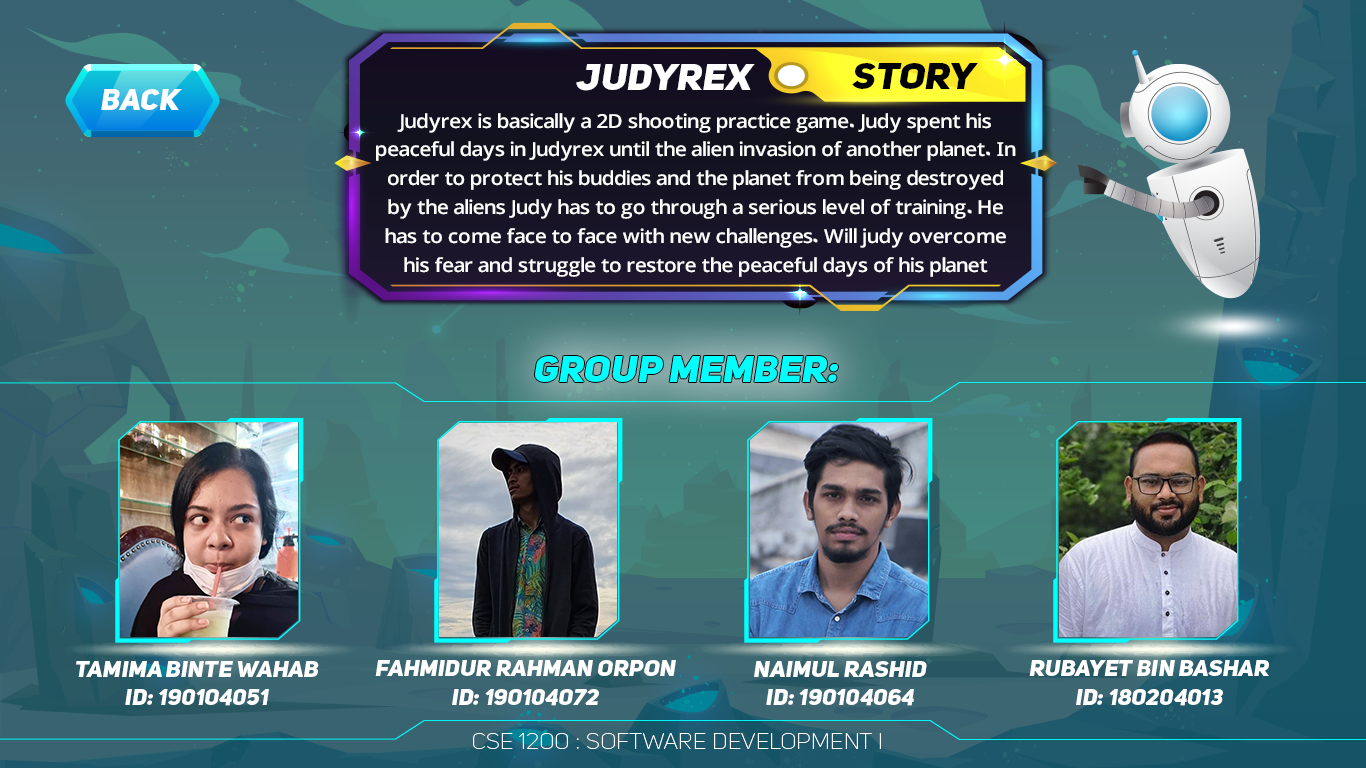 BACK
JUDYREX STORY
Judyrex is basically a 2D shooting practice game. Judy spent his
peaceful days in Judyrex until the alien invasion of another planet. In
order to protect his buddies and the planet from being destroyed
by the aliens Judy has to go through a serious level of training. He
has to come face to face with new challenges. Will judy overcome
his fear and struggle to restore the peaceful days of his planet
GROUP MEMBER:
TAMIMA BINTE WAHAB
ID: 190104051
FAHMIDUR RAHMAN ORPON
ID: 190104072
NAIMUL RASHID
ID: 190104064
RUBAYET BIN BASHAR
ID: 180204013
CSE 1200 : SOFTWARE DEVELOPMENT I